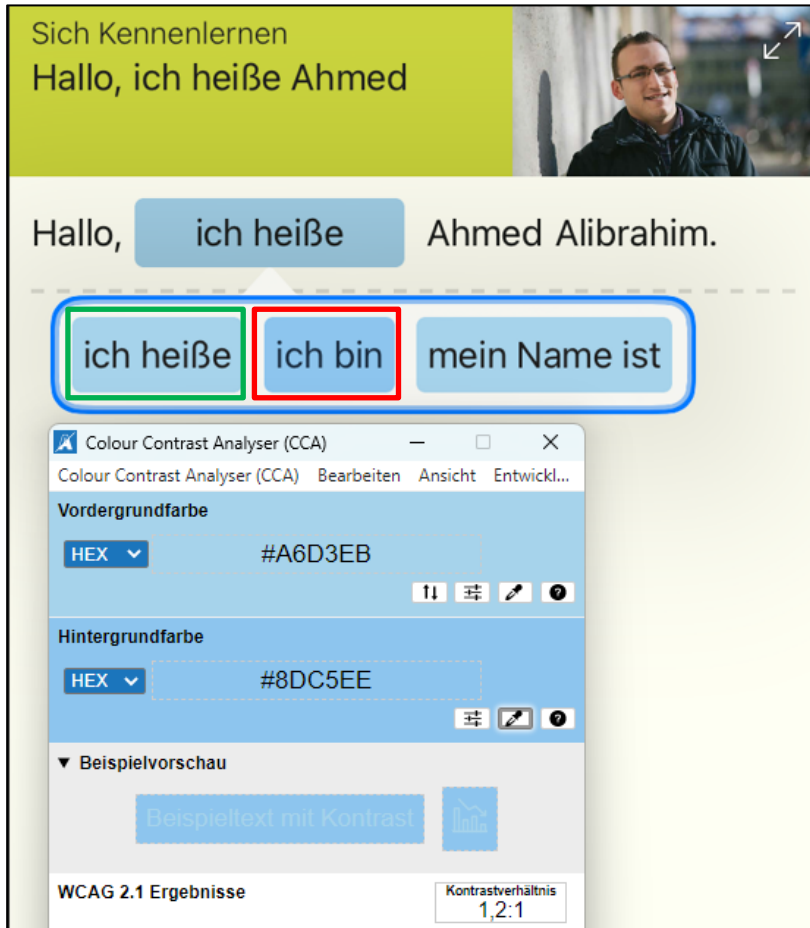 Sich Kennenlernen
Hallo, ich heiße Ahmed
Hallo, ich heiße Ahmed Alibrahim.
ich heiße ich bin mein Name ist
Colour Contrast Analyser (CCA)
Colour Contrast Analyser (CCA) Bearbeiten Ansicht Entwickl...
Vordergrundfarbe
HEX #A6D3EB
Hintergrundfarbe
HEX #8DC5EE
Beispielvorschau
Beispieltext mit Kontrast
WCAG 2.1 Ergebnisse Kontrastverhältnis
1,2:1